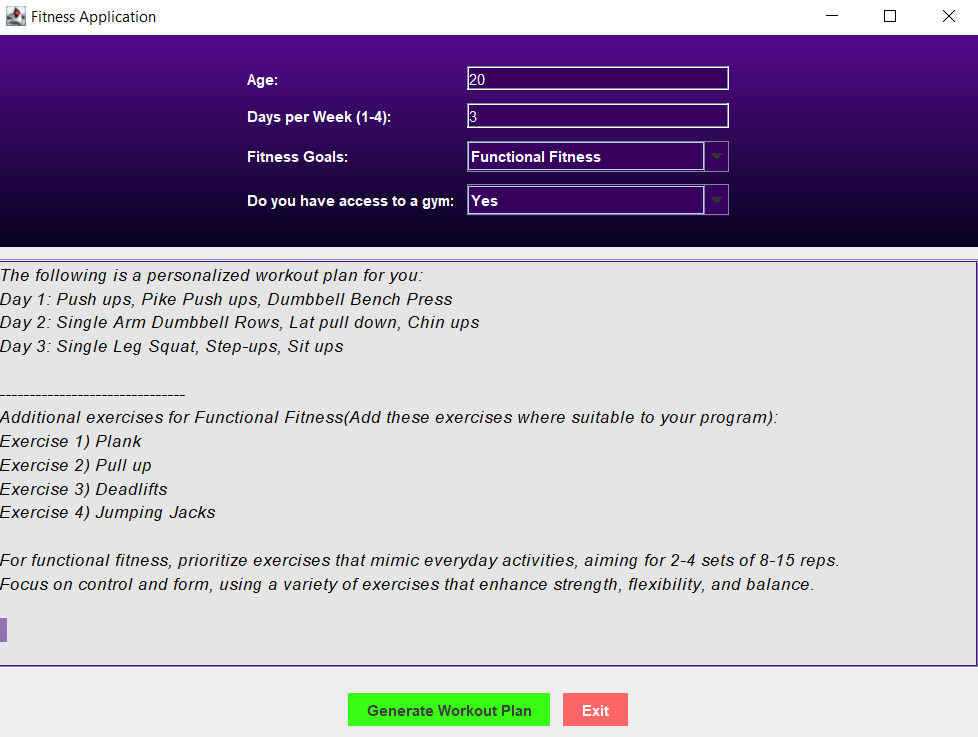 Fitness Application
Age: 20
Days per Week (1-4): 3
Fitness Goals: Functional Fitness
Do you have access to a gym: Yes
The following is a personalized workout plan for you:
Day 1: Push ups, Pike Push ups, Dumbbell Bench Press
Day 2: Single Arm Dumbbell Rows, Lat pull down, Chin ups
Day 3: Single Leg Squat, Step-ups, Sit ups
-------------------------------
Additional exercises for Functional Fitness(Add these exercises where suitable to your program):
Exercise 1) Plank
Exercise 2) Pull up
Exercise 3) Deadlifts
Exercise 4) Jumping Jacks
For functional fitness, prioritize exercises that mimic everyday activities, aiming for 2-4 sets of 8-15 reps.
Focus on control and form, using a variety of exercises that enhance strength, flexibility, and balance.
Generate Workout Plan Exit